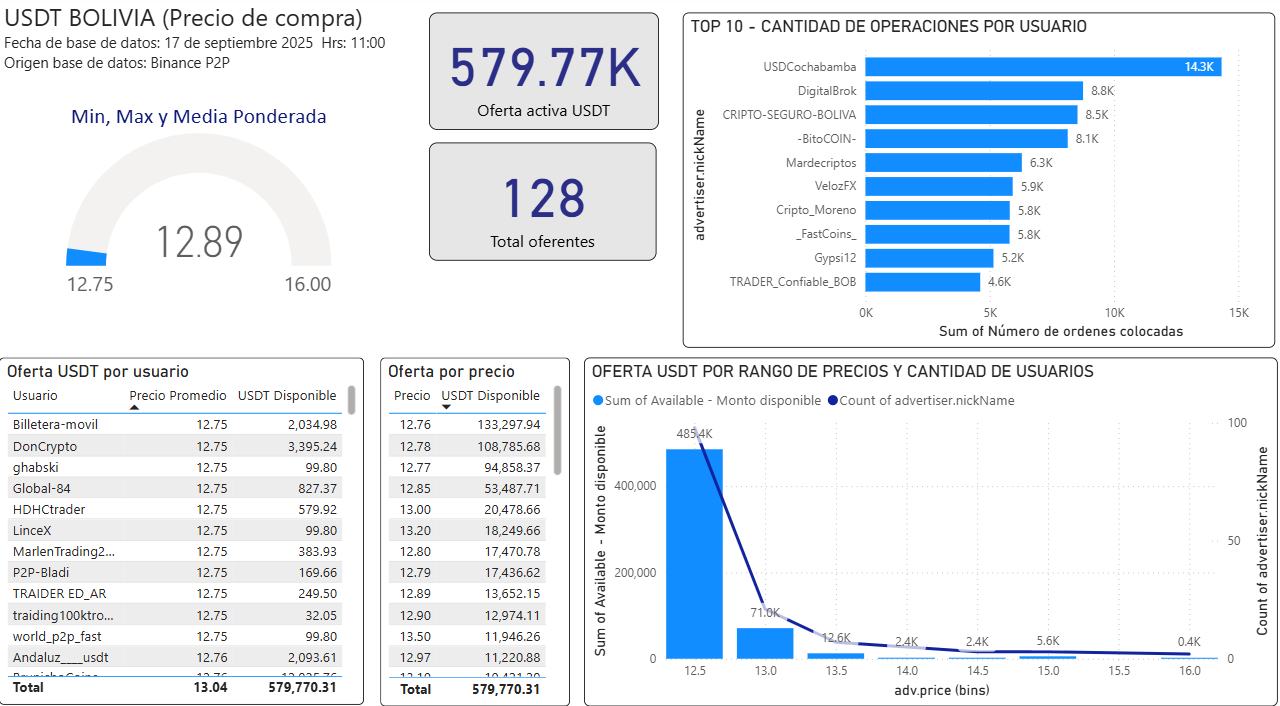 USDT BOLIVIA (Precio de compra)
Fecha de base de datos: 17 de septiembre 2025 Hrs: 11:00
Origen base de datos: Binance P2P
Min, Max y Media Ponderada
12.89
12.75
16.00
579.77K
Oferta activa USDT
128
Total oferentes
TOP 10 - CANTIDAD DE OPERACIONES POR USUARIO
advertiser.nickName
USDCochabamba 14.3K
DigitalBrok 8.8K
CRIPTO-SEGURO-BOLIVA 8.5K
-BitoCOIN- 8.1K
Mardecriptos 6.3K
VelozFX 5.9K
Cripto_Moreno 5.8K
_FastCoins_ 5.8K
Gypsi12 5.2K
TRADER_Confiable_BOB 4.6K
0K 5K 10K 15K
Sum of Número de ordenes colocadas
Oferta USDT por usuario
Usuario Precio Promedio USDT Disponible
Billetera-movil 12.75 2,034.98
DonCrypto 12.75 3,395.24
ghabski 12.75 99.80
Global-84 12.75 827.37
HDHCtrader 12.75 579.92
LinceX 12.75 99.80
MarlenTrading2... 12.75 383.93
P2P-Bladi 12.75 169.66
TRAIDER ED_AR 12.75 249.50
traiding100ktro... 12.75 32.05
world_p2p_fast 12.75 99.80
Andaluz____usdt 12.76 2,093.61
Total 13.04 579,770.31
Oferta por precio
Precio USDT Disponible
12.76 133,297.94
12.78 108,785.68
12.77 94,858.37
12.85 53,487.71
13.00 20,478.66
13.20 18,249.66
12.80 17,470.78
12.79 17,436.62
12.89 13,652.15
12.90 12,974.11
13.50 11,946.26
12.97 11,220.88
Total 579,770.31
OFERTA USDT POR RANGO DE PRECIOS Y CANTIDAD DE USUARIOS
Sum of Available - Monto disponible Count of advertiser.nickName
Sum of Available - Monto disponible
400,000
200,000
0
485.4K
71.0K
12.6K
2.4K
2.4K
5.6K
0.4K
100
50
0
Count of advertiser.nickName
12.5 13.0 13.5 14.0 14.5 15.0 15.5 16.0
adv.price (bins)